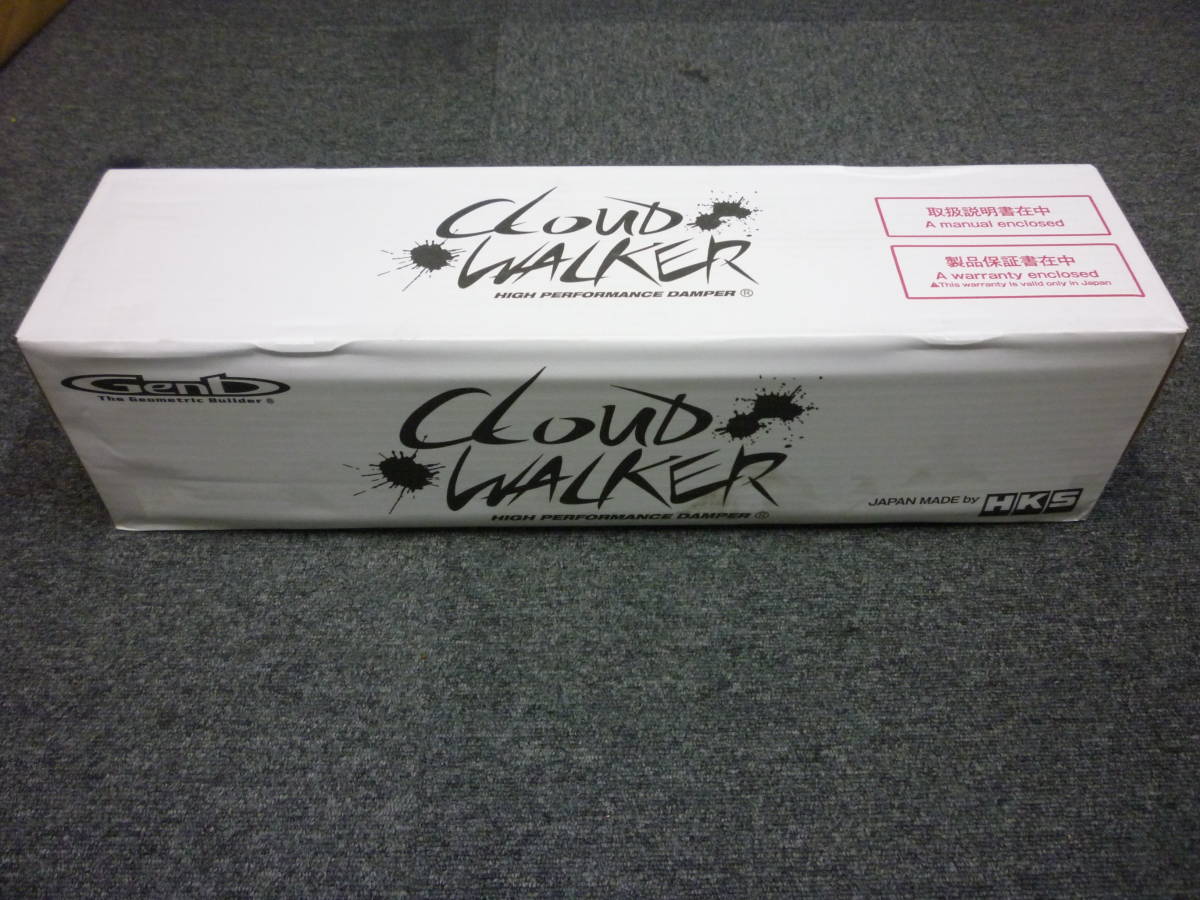 CLOUD
WALKER
HIGH PERFORMANCE DAMPER ®
取扱説明書在中
A manual enclosed
製品保証書在中
A warranty enclosed
▲This warranty is valid only in Japan
Genb
The Geometric Builder ®
CLOUD
WALKER
HIGH PERFORMANCE DAMPER ®
JAPAN MADE by HKS